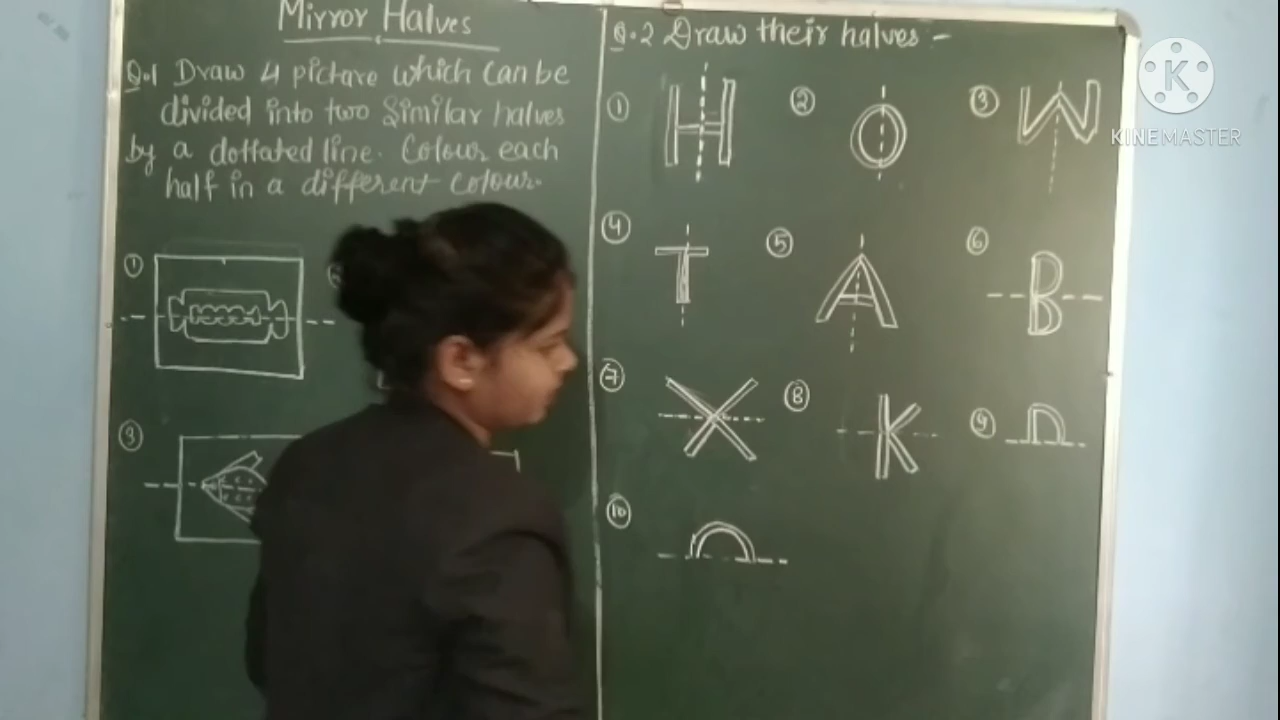 Mirror Halves
Q.1 Draw 4 picture which can be
divided into two Similar halves
by a dottated line. Colour each
half in a different colour.
①
③
Q.2 Draw their halves -
① H ② O ③ W
④ T ⑤ A ⑥ B
⑦ X ⑧ K ⑨
⑩
K
KINEMASTER